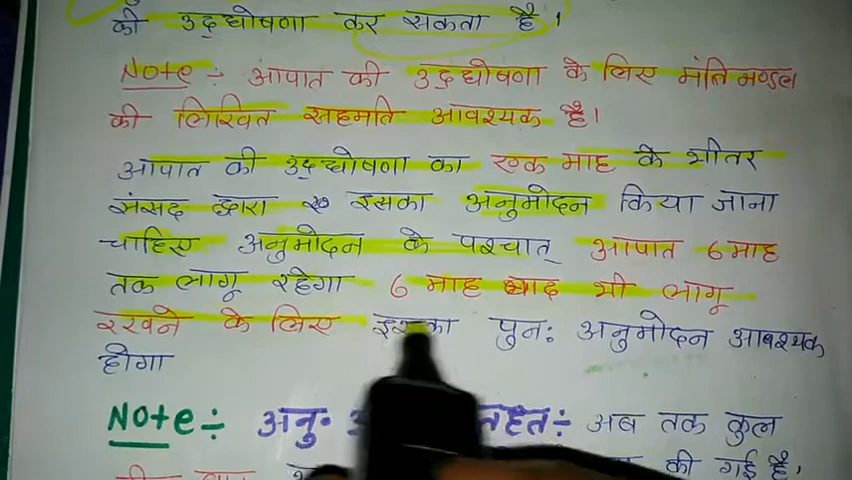 की उद्घोषणा कर सकता है।
Note ÷ आपात की उद्घोषणा के लिए मंत्रिमण्डल
की लिखित सहमति आवश्यक है।
आपात की उद्घोषणा का एक माह के भीतर
संसद द्वारा इसका अनुमोदन किया जाना
चाहिए अनुमोदन के पश्चात् आपात 6 माह
तक लागू रहेगा 6 माह बाद भी लागू
रखने के लिए इसका पुन: अनुमोदन आवश्यक
होगा
Note ÷ अनु० तहत ÷ अब तक कुल
की गई है।